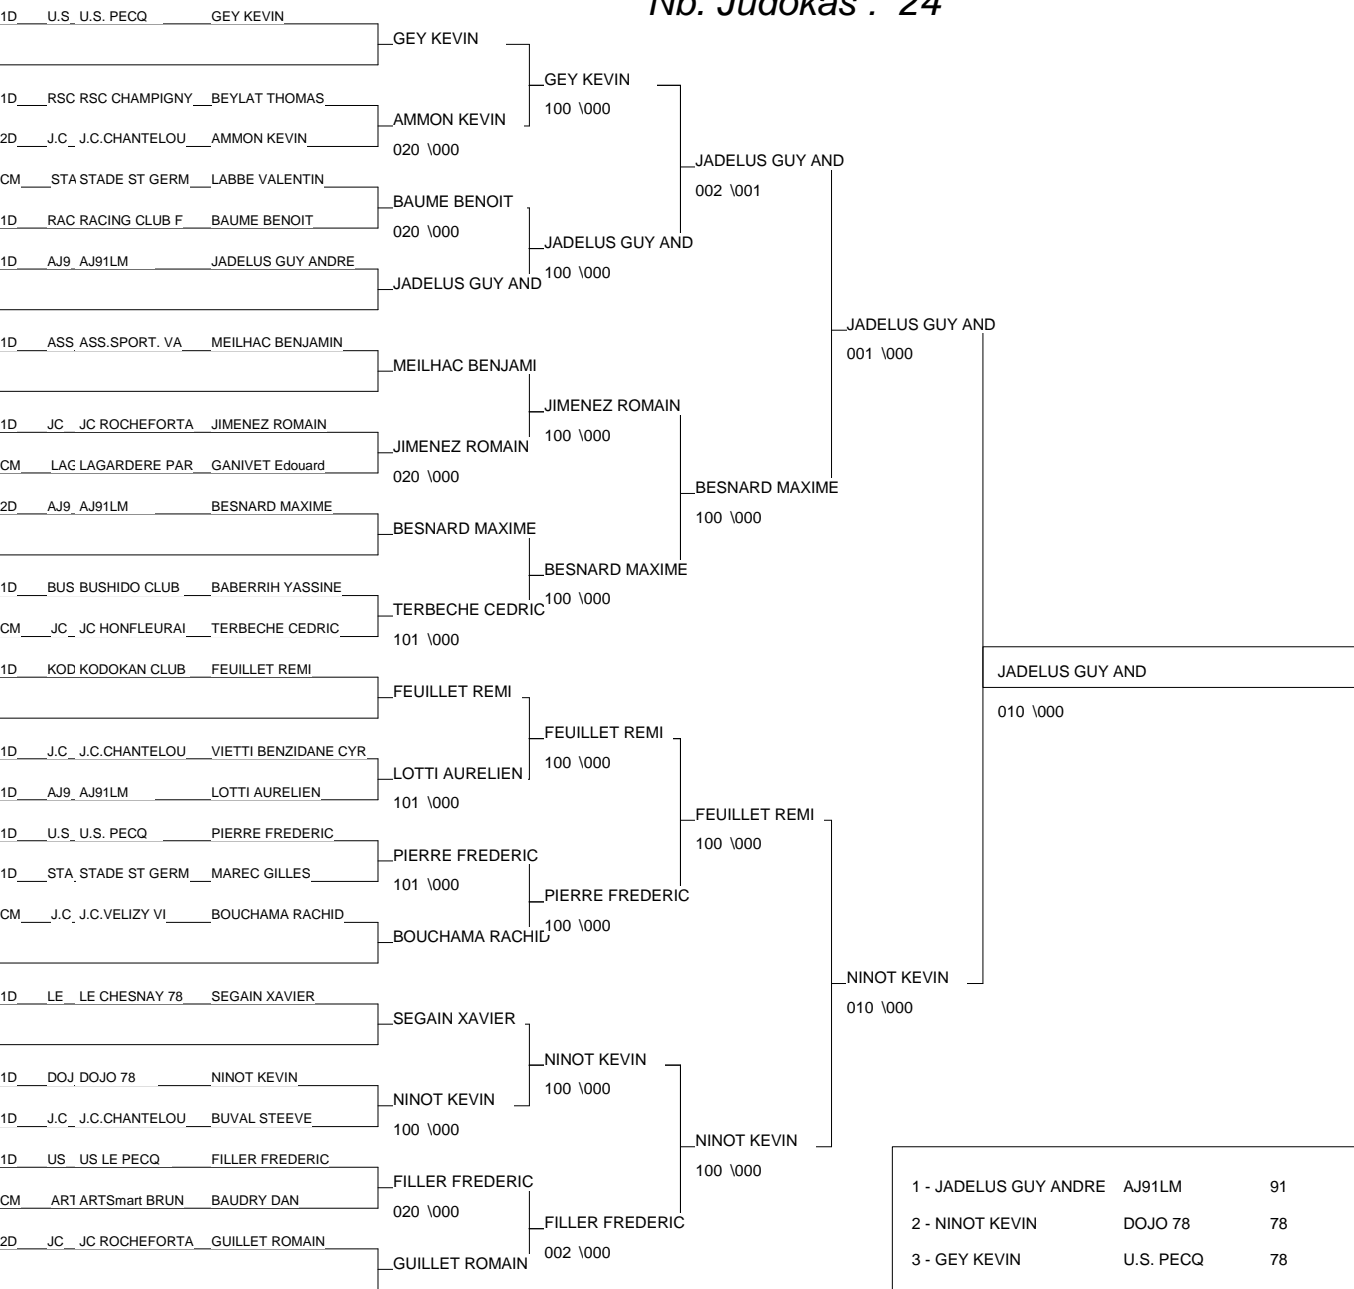 Nb. Judokas : 24
1D U.S U.S. PECQ GEY KEVIN
GEY KEVIN
GEY KEVIN
100 \000
1D RSC RSC CHAMPIGNY BEYLAT THOMAS
AMMON KEVIN
020 \000
2D J.C J.C.CHANTELOU AMMON KEVIN
JADELUS GUY AND
002 \001
CM STA STADE ST GERM LABBE VALENTIN
BAUME BENOIT
020 \000
1D RAC RACING CLUB F BAUME BENOIT
JADELUS GUY AND
100 \000
1D AJ9 AJ91LM JADELUS GUY ANDRE
JADELUS GUY AND
JADELUS GUY AND
001 \000
1D ASS ASS.SPORT. VA MEILHAC BENJAMIN
MEILHAC BENJAMI
JIMENEZ ROMAIN
100 \000
1D JC JC ROCHEFORTA JIMENEZ ROMAIN
JIMENEZ ROMAIN
020 \000
CM LAG LAGARDERE PAR GANIVET Edouard
BESNARD MAXIME
100 \000
2D AJ9 AJ91LM BESNARD MAXIME
BESNARD MAXIME
BESNARD MAXIME
100 \000
1D BUS BUSHIDO CLUB BABERRIH YASSINE
TERBECHE CEDRIC
101 \000
CM JC JC HONFLEURAI TERBECHE CEDRIC
JADELUS GUY AND
010 \000
1D KOD KODOKAN CLUB FEUILLET REMI
FEUILLET REMI
FEUILLET REMI
100 \000
1D J.C J.C.CHANTELOU VIETTI BENZIDANE CYR
LOTTI AURELIEN
101 \000
1D AJ9 AJ91LM LOTTI AURELIEN
FEUILLET REMI
100 \000
1D U.S U.S. PECQ PIERRE FREDERIC
PIERRE FREDERIC
101 \000
1D STA STADE ST GERM MAREC GILLES
PIERRE FREDERIC
100 \000
CM J.C J.C.VELIZY VI BOUCHAMA RACHID
BOUCHAMA RACHID
NINOT KEVIN
010 \000
1D LE LE CHESNAY 78 SEGAIN XAVIER
SEGAIN XAVIER
NINOT KEVIN
100 \000
1D DOJ DOJO 78 NINOT KEVIN
NINOT KEVIN
100 \000
1D J.C J.C.CHANTELOU BUVAL STEEVE
NINOT KEVIN
100 \000
1D US US LE PECQ FILLER FREDERIC
FILLER FREDERIC
020 \000
CM ART ARTSmart BRUN BAUDRY DAN
FILLER FREDERIC
002 \000
2D JC JC ROCHEFORTA GUILLET ROMAIN
GUILLET ROMAIN
1 - JADELUS GUY ANDRE AJ91LM 91
2 - NINOT KEVIN DOJO 78 78
3 - GEY KEVIN U.S. PECQ 78